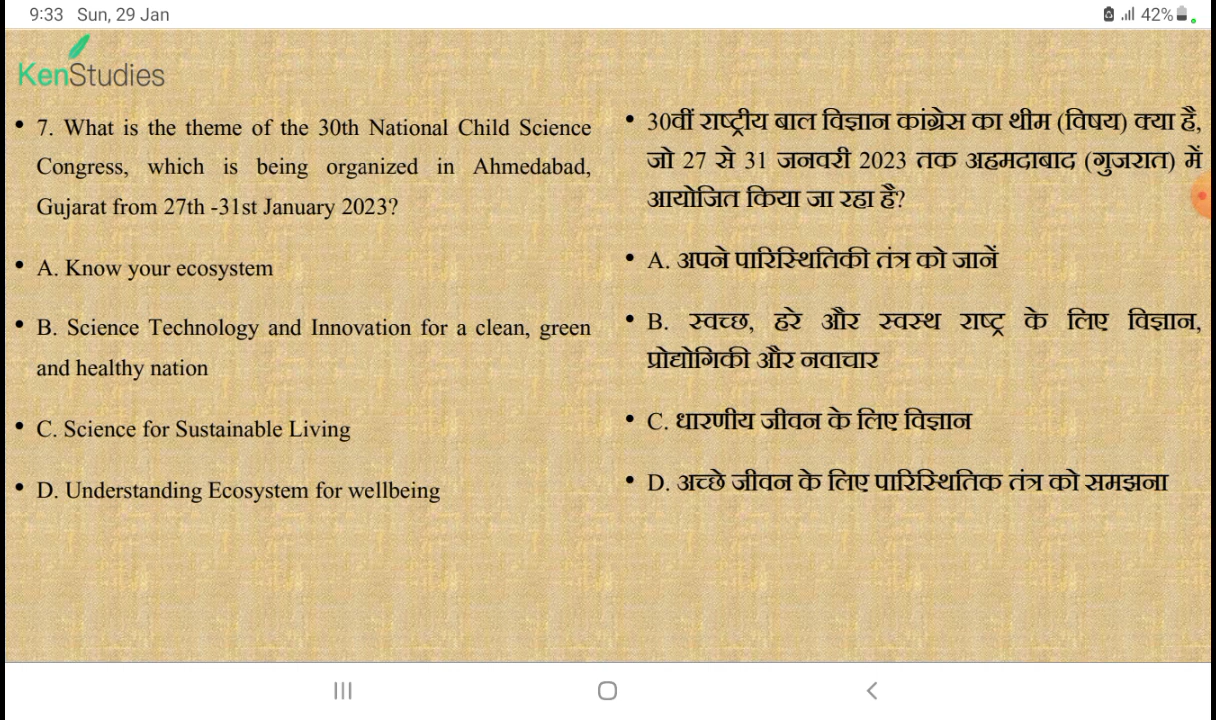 9:33 Sun, 29 Jan
42%
KenStudies
• 7. What is the theme of the 30th National Child Science
Congress, which is being organized in Ahmedabad,
Gujarat from 27th -31st January 2023?
• A. Know your ecosystem
• B. Science Technology and Innovation for a clean, green
and healthy nation
• C. Science for Sustainable Living
• D. Understanding Ecosystem for wellbeing
• 30वीं राष्ट्रीय बाल विज्ञान कांग्रेस का थीम (विषय) क्या है,
जो 27 से 31 जनवरी 2023 तक अहमदाबाद (गुजरात) में
आयोजित किया जा रहा है?
• A. अपने पारिस्थितिकी तंत्र को जानें
• B. स्वच्छ, हरे और स्वस्थ राष्ट्र के लिए विज्ञान,
प्रोद्योगिकी और नवाचार
• C. धारणीय जीवन के लिए विज्ञान
• D. अच्छे जीवन के लिए पारिस्थितिक तंत्र को समझना